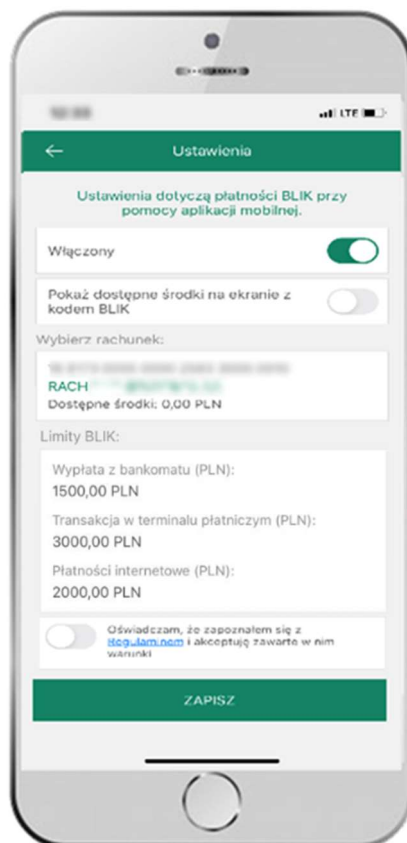 LTE
Ustawienia
Ustawienia dotyczą płatności BLIK przy
pomocy aplikacji mobilnej.
Włączony
Pokaż dostępne środki na ekranie z
kodem BLIK
Wybierz rachunek:
RACH
Dostępne środki: 0,00 PLN
Limity BLIK:
Wypłata z bankomatu (PLN):
1500,00 PLN
Transakcja w terminalu płatniczym (PLN):
3000,00 PLN
Płatności internetowe (PLN):
2000,00 PLN
Oświadczam, że zapoznałem się z
Regulaminem i akceptuję zawarte w nim
warunki
ZAPISZ